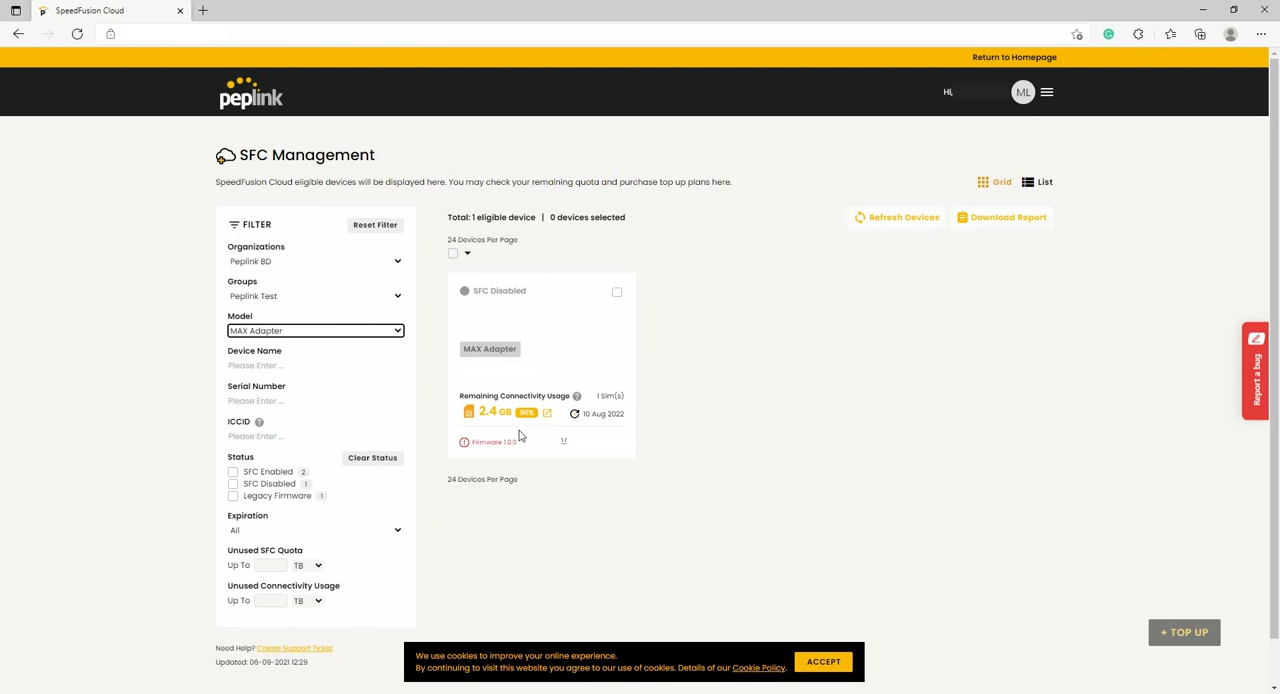 SpeedFusion Cloud
Return to Homepage
peplink
Hi,
ML
SFC Management
SpeedFusion Cloud eligible devices will be displayed here. You may check your remaining quota and purchase top up plans here.
Grid
List
FILTER
Reset Filter
Organizations
Peplink BD
Groups
Peplink Test
Model
MAX Adapter
Device Name
Please Enter ...
Serial Number
Please Enter ...
ICCID ?
Please Enter ...
Status
Clear Status
SFC Enabled 2
SFC Disabled 1
Legacy Firmware 1
Expiration
All
Unused SFC Quota
Up To TB
Unused Connectivity Usage
Up To TB
Need Help? Create Support Ticket
Updated: 06-09-2021 12:29
Total: 1 eligible device | 0 devices selected
Refresh Devices
Download Report
24 Devices Per Page
SFC Disabled
MAX Adapter
Remaining Connectivity Usage ? 1 Sim(s)
2.4 GB 96% 10 Aug 2022
Firmware 1.0.0
24 Devices Per Page
Report a bug
+ TOP UP
We use cookies to improve your online experience.
By continuing to visit this website you agree to our use of cookies. Details of our Cookie Policy.
ACCEPT